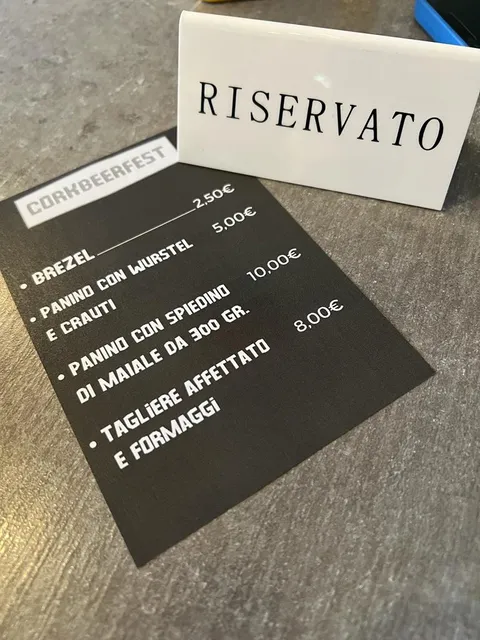 RISERVATO
CORKBEERFEST
• BREZEL 2,50€
• PANINO CON WURSTEL 5,00€
E CRAUTI
• PANINO CON SPIEDINO 10,00€
DI MAIALE DA 300 GR.
• TAGLIERE AFFETTATO 8,00€
E FORMAGGI